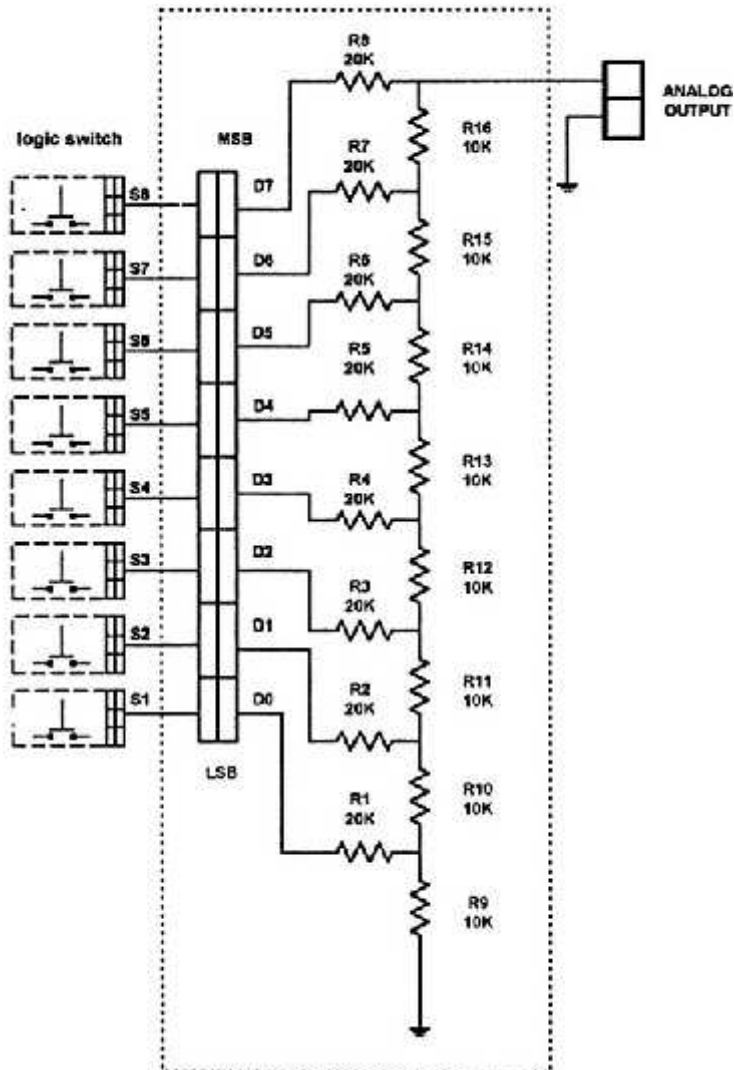 R8
20K
ANALOG
OUTPUT
R16
10K
logic switch
MSB
R7
20K
S8
D7
R15
10K
S7
D6
R6
20K
S6
D5
R14
10K
R5
20K
S5
D4
R13
10K
S4
D3
R4
20K
S3
D2
R12
10K
R3
20K
S2
D1
R11
10K
R2
20K
S1
D0
LSB
R10
10K
R1
20K
R9
10K